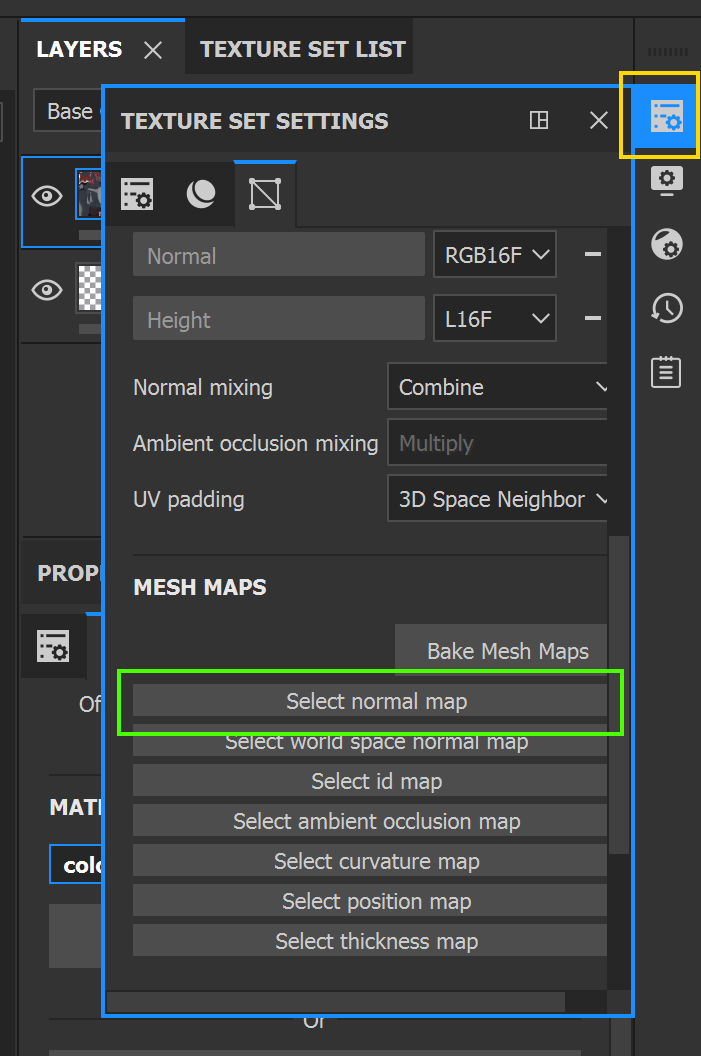 LAYERS
TEXTURE SET LIST
Base
TEXTURE SET SETTINGS
Normal
RGB16F
Height
L16F
Normal mixing
Combine
Ambient occlusion mixing
Multiply
UV padding
3D Space Neighbor
PROP
MESH MAPS
Bake Mesh Maps
Select normal map
Of
Select world space normal map
Select id map
MAT
Select ambient occlusion map
colo
Select curvature map
Select position map
Select thickness map
Or